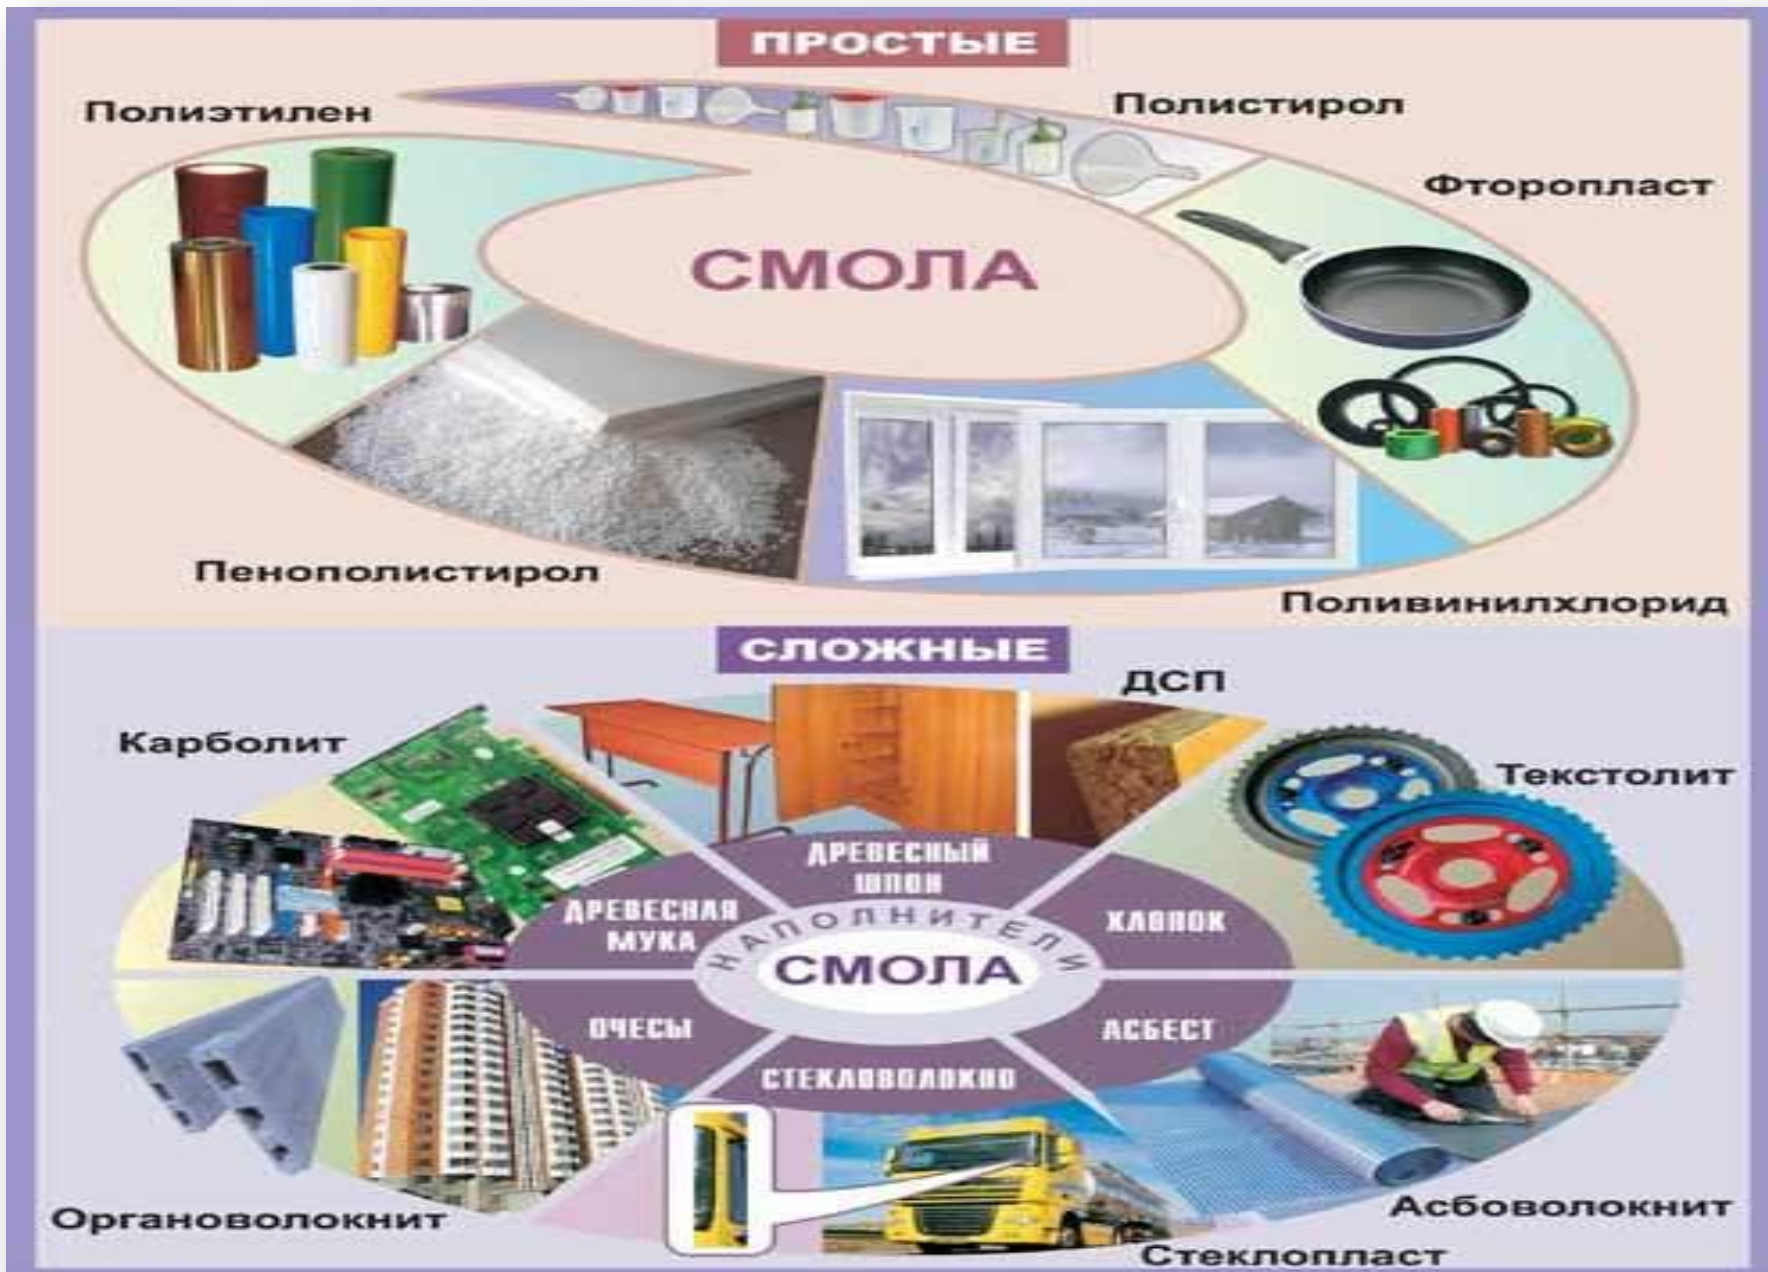 ПРОСТЫЕ
Полиэтилен
Полистирол
Фторопласт
СМОЛА
Пенополистирол
Поливинилхлорид
СЛОЖНЫЕ
ДСП
Карболит
Текстолит
ДРЕВЕСНЫЙ
ШПОН
ДРЕВЕСНАЯ
МУКА
ХЛОПОК
НАПОЛНИТЕЛИ
СМОЛА
ОЧЕСЫ
АСБЕСТ
СТЕКЛОВОЛОКНО
Органоволокнит
Асбоволокнит
Стеклопласт